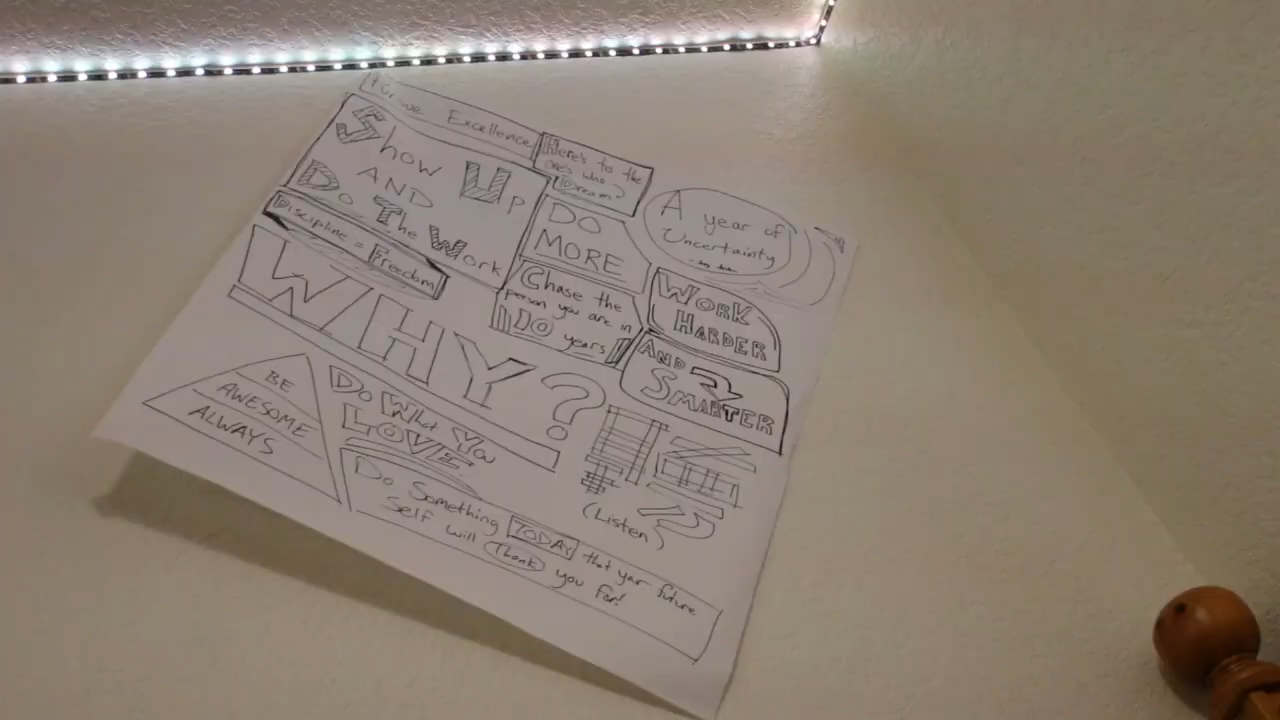 Pursue Excellence
Show Up
AND
Do The Work
Here's to the
one's who
Dream
DO
MORE
A year of
Uncertainty
Discipline = Freedom
Chase the
person you are in
10 years
WORK
HARDER
AND
SMARTER
WHY?
BE
AWESOME
ALWAYS
Do What You
LOVE
#
(Listen)
Do Something TODAY that your future
Self will Thank you for!